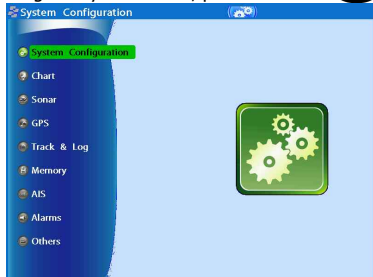 System Configuration
System Configuration
Chart
Sonar
GPS
Track & Log
Memory
AIS
Alarms
Others